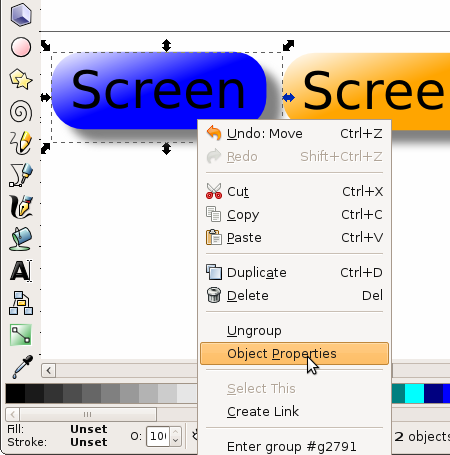 Screen
Scree
Undo: Move Ctrl+Z
Redo Shift+Ctrl+Z
Cut Ctrl+X
Copy Ctrl+C
Paste Ctrl+V
Duplicate Ctrl+D
Delete Del
Ungroup
Object Properties
Select This
Create Link
Enter group #g2791
A
Fill: Unset
Stroke: Unset
O: 10
2 objects